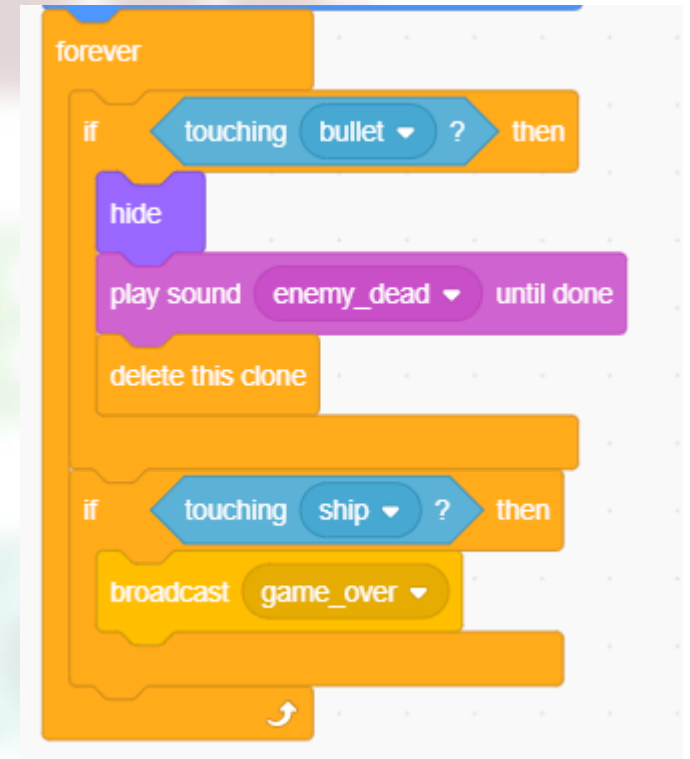 forever
if touching bullet ? then
hide
play sound enemy_dead until done
delete this clone
if touching ship ? then
broadcast game_over